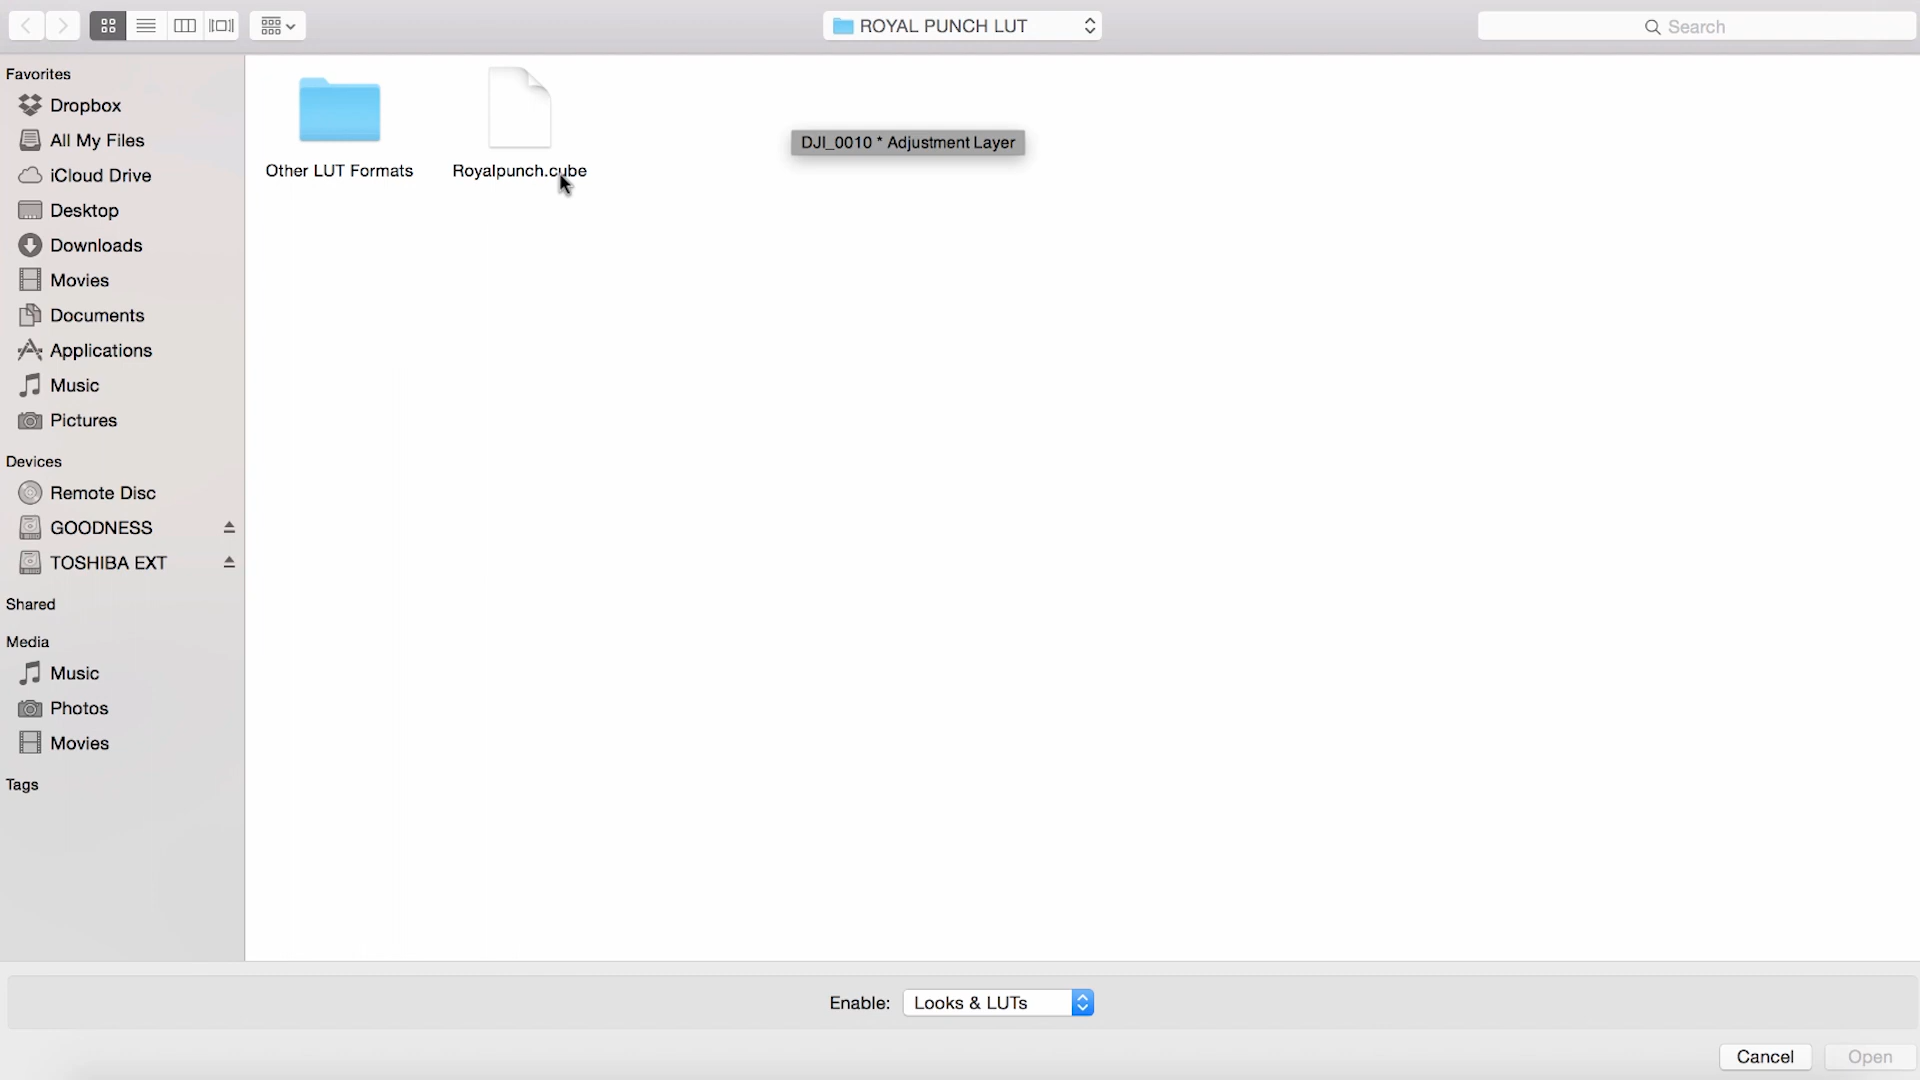 ROYAL PUNCH LUT
Search
Favorites
Dropbox
All My Files
iCloud Drive
Desktop
Downloads
Movies
Documents
Applications
Music
Pictures
Devices
Remote Disc
GOODNESS
TOSHIBA EXT
Shared
Media
Music
Photos
Movies
Tags
Other LUT Formats
Royalpunch.cube
DJI_0010 * Adjustment Layer
Enable: Looks & LUTs
Cancel
Open